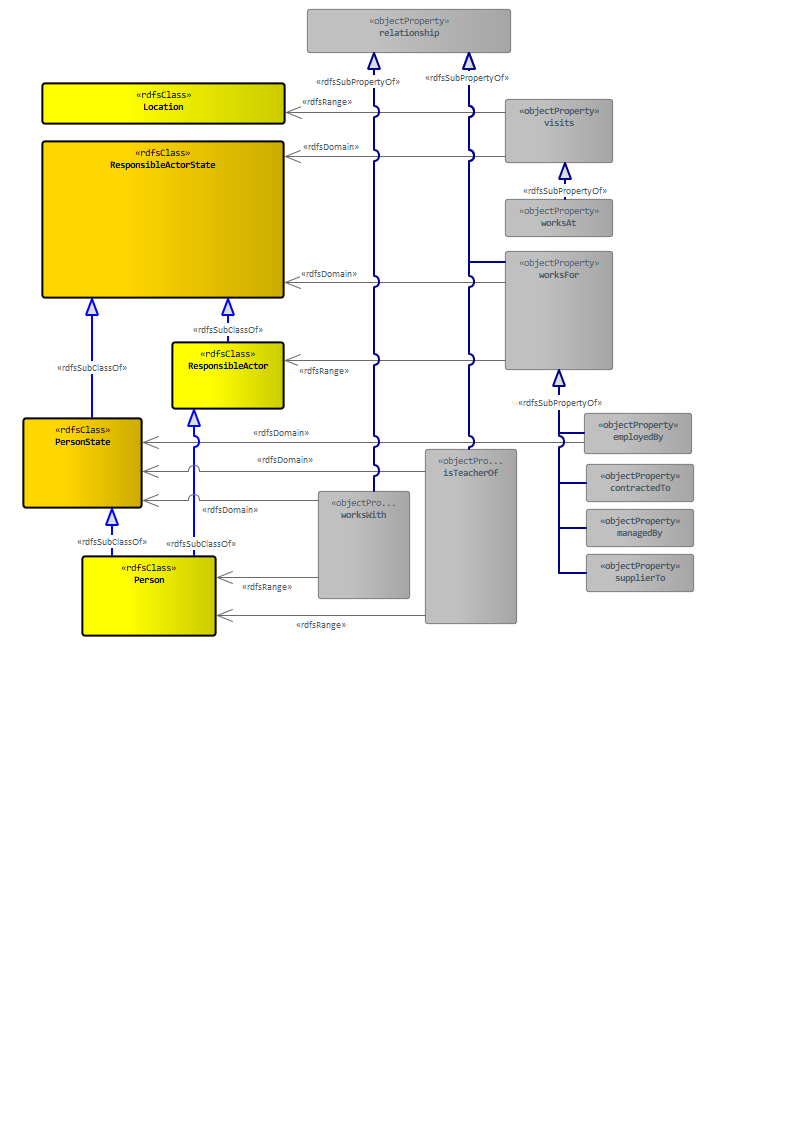 «objectProperty»
relationship
«rdfsSubPropertyOf»
«rdfsSubPropertyOf»
«rdfsClass»
Location
«rdfsRange»
«objectProperty»
visits
«rdfsClass»
ResponsibleActorState
«rdfsDomain»
«rdfsSubPropertyOf»
«objectProperty»
worksAt
«objectProperty»
worksFor
«rdfsDomain»
«rdfsSubClassOf»
«rdfsClass»
ResponsibleActor
«rdfsSubClassOf»
«rdfsRange»
«rdfsSubPropertyOf»
«rdfsClass»
PersonState
«rdfsDomain»
«objectProperty»
employedBy
«rdfsDomain»
«objectPro...
isTeacherOf
«objectProperty»
contractedTo
«rdfsDomain»
«objectPro...
worksWith
«objectProperty»
managedBy
«rdfsSubClassOf»
«rdfsSubClassOf»
«rdfsClass»
Person
«objectProperty»
supplierTo
«rdfsRange»
«rdfsRange»